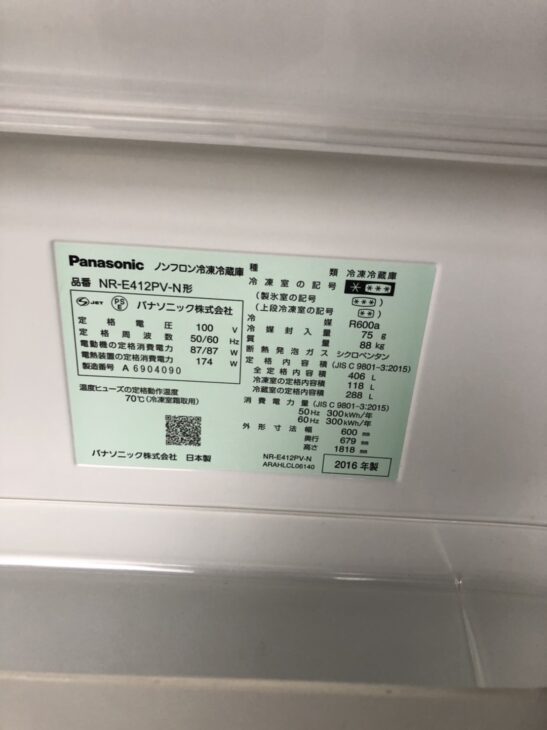 Panasonic ノンフロン冷凍冷蔵庫
品番 NR-E412PV-N形
JET PS E パナソニック株式会社
定格電圧 100 V
定格周波数 50/60 Hz
電動機の定格消費電力 87/87 W
電熱装置の定格消費電力 174 W
製造番号 A 6904090
温度ヒューズの定格動作温度
70℃(冷凍室霜取用)
パナソニック株式会社 日本製
種類 冷凍冷蔵庫
冷凍室の記号 * ***
(製氷室の記号 ***)
(上段冷凍室の記号 **)
冷媒 R600a
冷媒封入量 75 g
質量 88 kg
断熱発泡ガス シクロペンタン
定格内容積 (JIS C 9801-3:2015)
全定格内容積 406 L
冷凍室の定格内容積 118 L
冷蔵室の定格内容積 288 L
消費電力量 (JIS C 9801-3:2015)
50Hz 300kWh/年
60Hz 300kWh/年
外形寸法 幅 600 mm
奥行 679 mm
高さ 1818 mm
NR-E412PV-N
ARAHLCL06140
2016年製